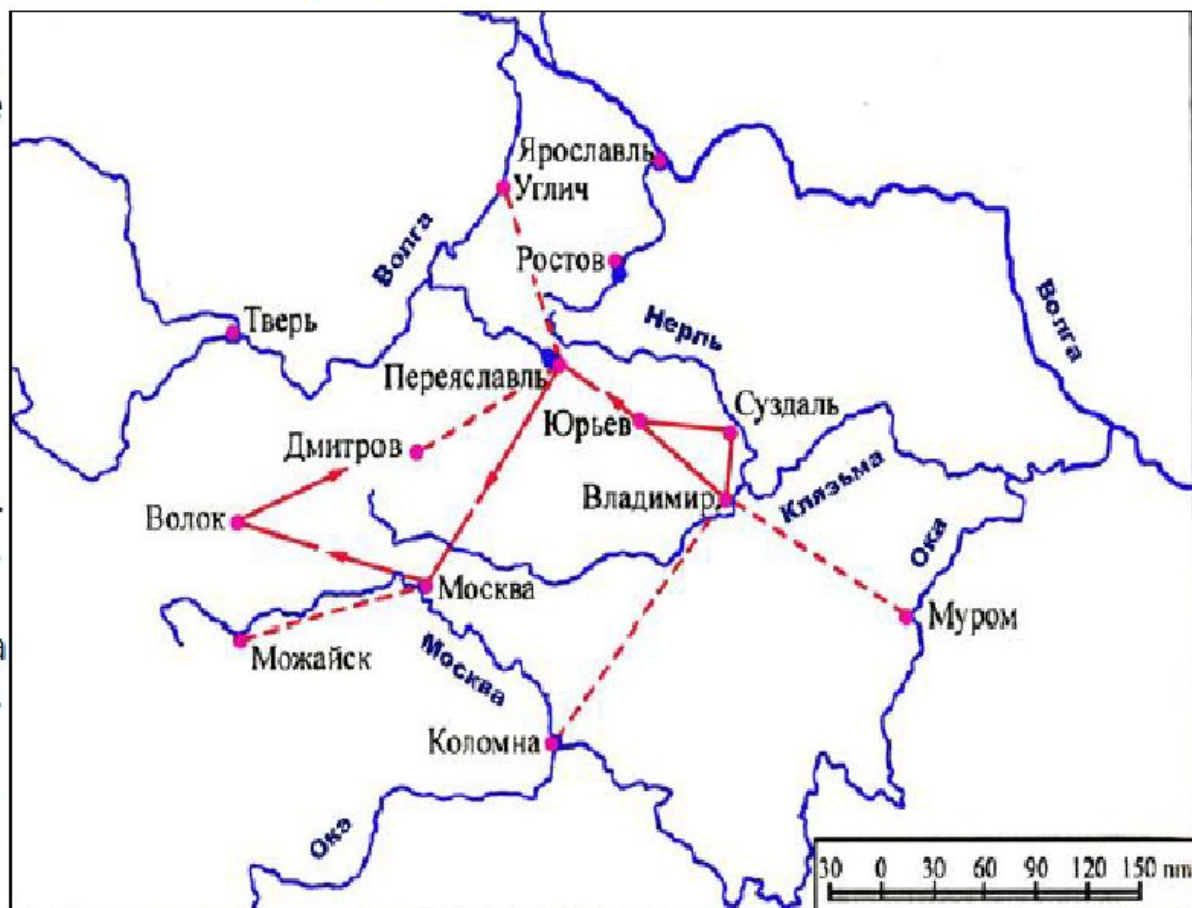 е
Ярославль
Углич
Волга
Ростов
Волга
Нерль
Тверь
Переяславль
Суздаль
Юрьев
Дмитров
Клязьма
Владимир
Волок
Ока
Москва
Муром
Можайск
а
Москва
Коломна
Ока
30 0 30 60 90 120 150